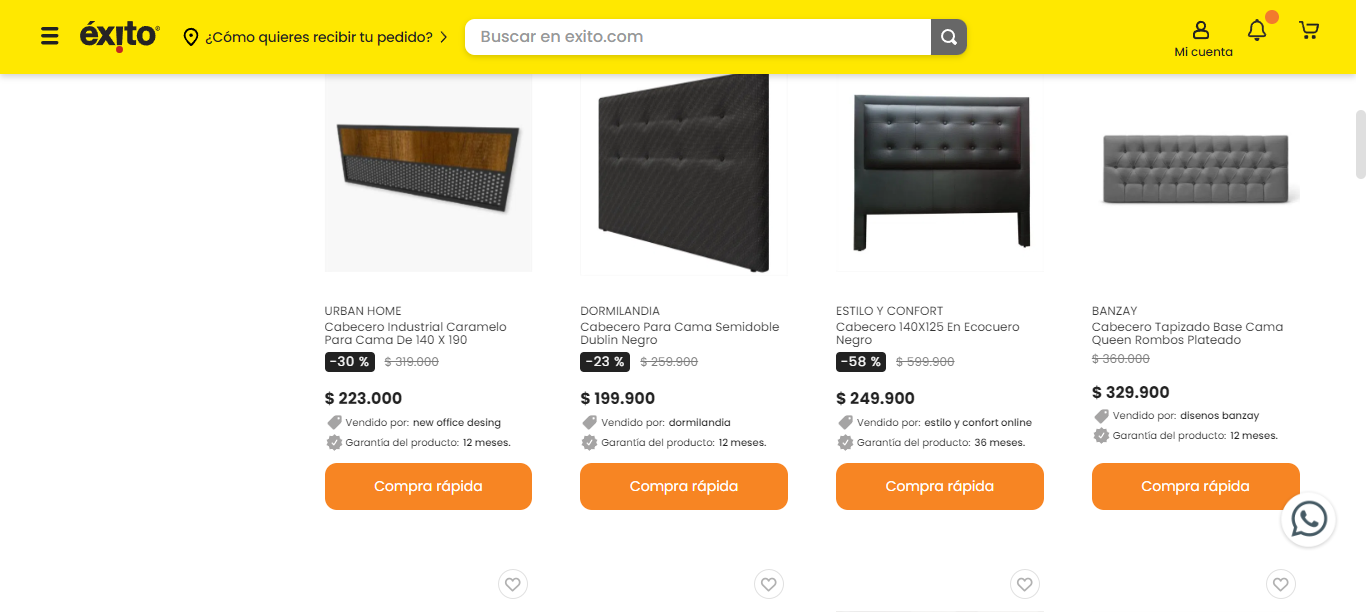 éxito
¿Cómo quieres recibir tu pedido?
Buscar en exito.com
Mi cuenta
URBAN HOME
Cabecero Industrial Caramelo
Para Cama De 140 X 190
-30 % $ 319.000
$ 223.000
Vendido por: new office desing
Garantía del producto: 12 meses.
Compra rápida
DORMILANDIA
Cabecero Para Cama Semidoble
Dublin Negro
-23 % $ 259.900
$ 199.900
Vendido por: dormilandia
Garantía del producto: 12 meses.
Compra rápida
ESTILO Y CONFORT
Cabecero 140X125 En Ecocuero
Negro
-58 % $ 599.900
$ 249.900
Vendido por: estilo y confort online
Garantía del producto: 36 meses.
Compra rápida
BANZAY
Cabecero Tapizado Base Cama
Queen Rombos Plateado
$ 360.000
$ 329.900
Vendido por: disenos banzay
Garantía del producto: 12 meses.
Compra rápida